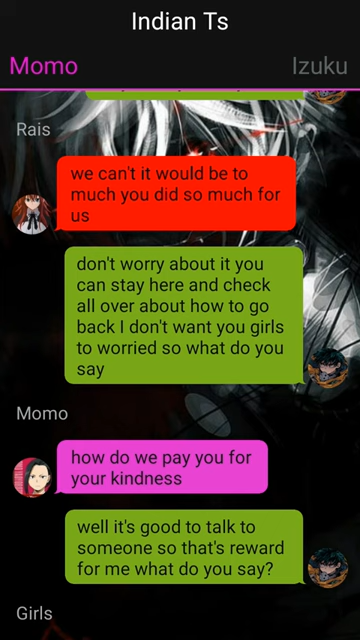 Indian Ts
Momo
Izuku
Rais
we can't it would be to
much you did so much for
us
don't worry about it you
can stay here and check
all over about how to go
back I don't want you girls
to worried so what do you
say
Momo
how do we pay you for
your kindness
well it's good to talk to
someone so that's reward
for me what do you say?
Girls